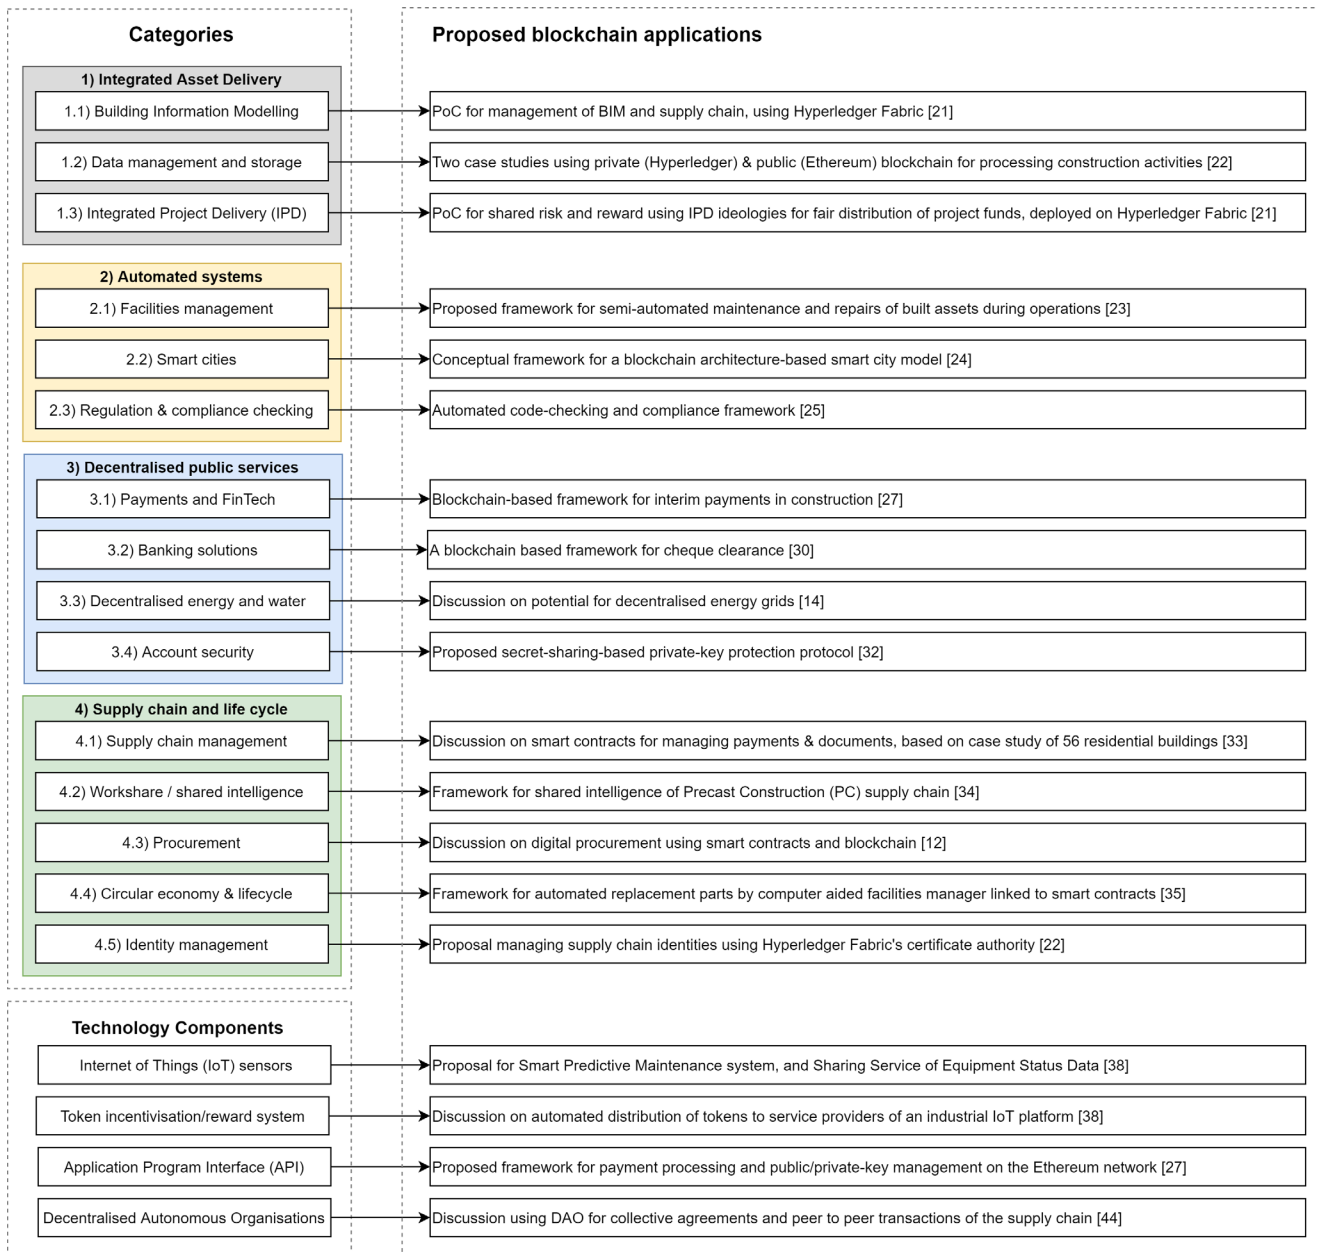 Categories
Proposed blockchain applications
1) Integrated Asset Delivery
1.1) Building Information Modelling
PoC for management of BIM and supply chain, using Hyperledger Fabric [21]
1.2) Data management and storage
Two case studies using private (Hyperledger) & public (Ethereum) blockchain for processing construction activities [22]
1.3) Integrated Project Delivery (IPD)
PoC for shared risk and reward using IPD ideologies for fair distribution of project funds, deployed on Hyperledger Fabric [21]
2) Automated systems
2.1) Facilities management
Proposed framework for semi-automated maintenance and repairs of built assets during operations [23]
2.2) Smart cities
Conceptual framework for a blockchain architecture-based smart city model [24]
2.3) Regulation & compliance checking
Automated code-checking and compliance framework [25]
3) Decentralised public services
3.1) Payments and FinTech
Blockchain-based framework for interim payments in construction [27]
3.2) Banking solutions
A blockchain based framework for cheque clearance [30]
3.3) Decentralised energy and water
Discussion on potential for decentralised energy grids [14]
3.4) Account security
Proposed secret-sharing-based private-key protection protocol [32]
4) Supply chain and life cycle
4.1) Supply chain management
Discussion on smart contracts for managing payments & documents, based on case study of 56 residential buildings [33]
4.2) Workshare / shared intelligence
Framework for shared intelligence of Precast Construction (PC) supply chain [34]
4.3) Procurement
Discussion on digital procurement using smart contracts and blockchain [12]
4.4) Circular economy & lifecycle
Framework for automated replacement parts by computer aided facilities manager linked to smart contracts [35]
4.5) Identity management
Proposal managing supply chain identities using Hyperledger Fabric's certificate authority [22]
Technology Components
Internet of Things (IoT) sensors
Proposal for Smart Predictive Maintenance system, and Sharing Service of Equipment Status Data [38]
Token incentivisation/reward system
Discussion on automated distribution of tokens to service providers of an industrial IoT platform [38]
Application Program Interface (API)
Proposed framework for payment processing and public/private-key management on the Ethereum network [27]
Decentralised Autonomous Organisations
Discussion using DAO for collective agreements and peer to peer transactions of the supply chain [44]